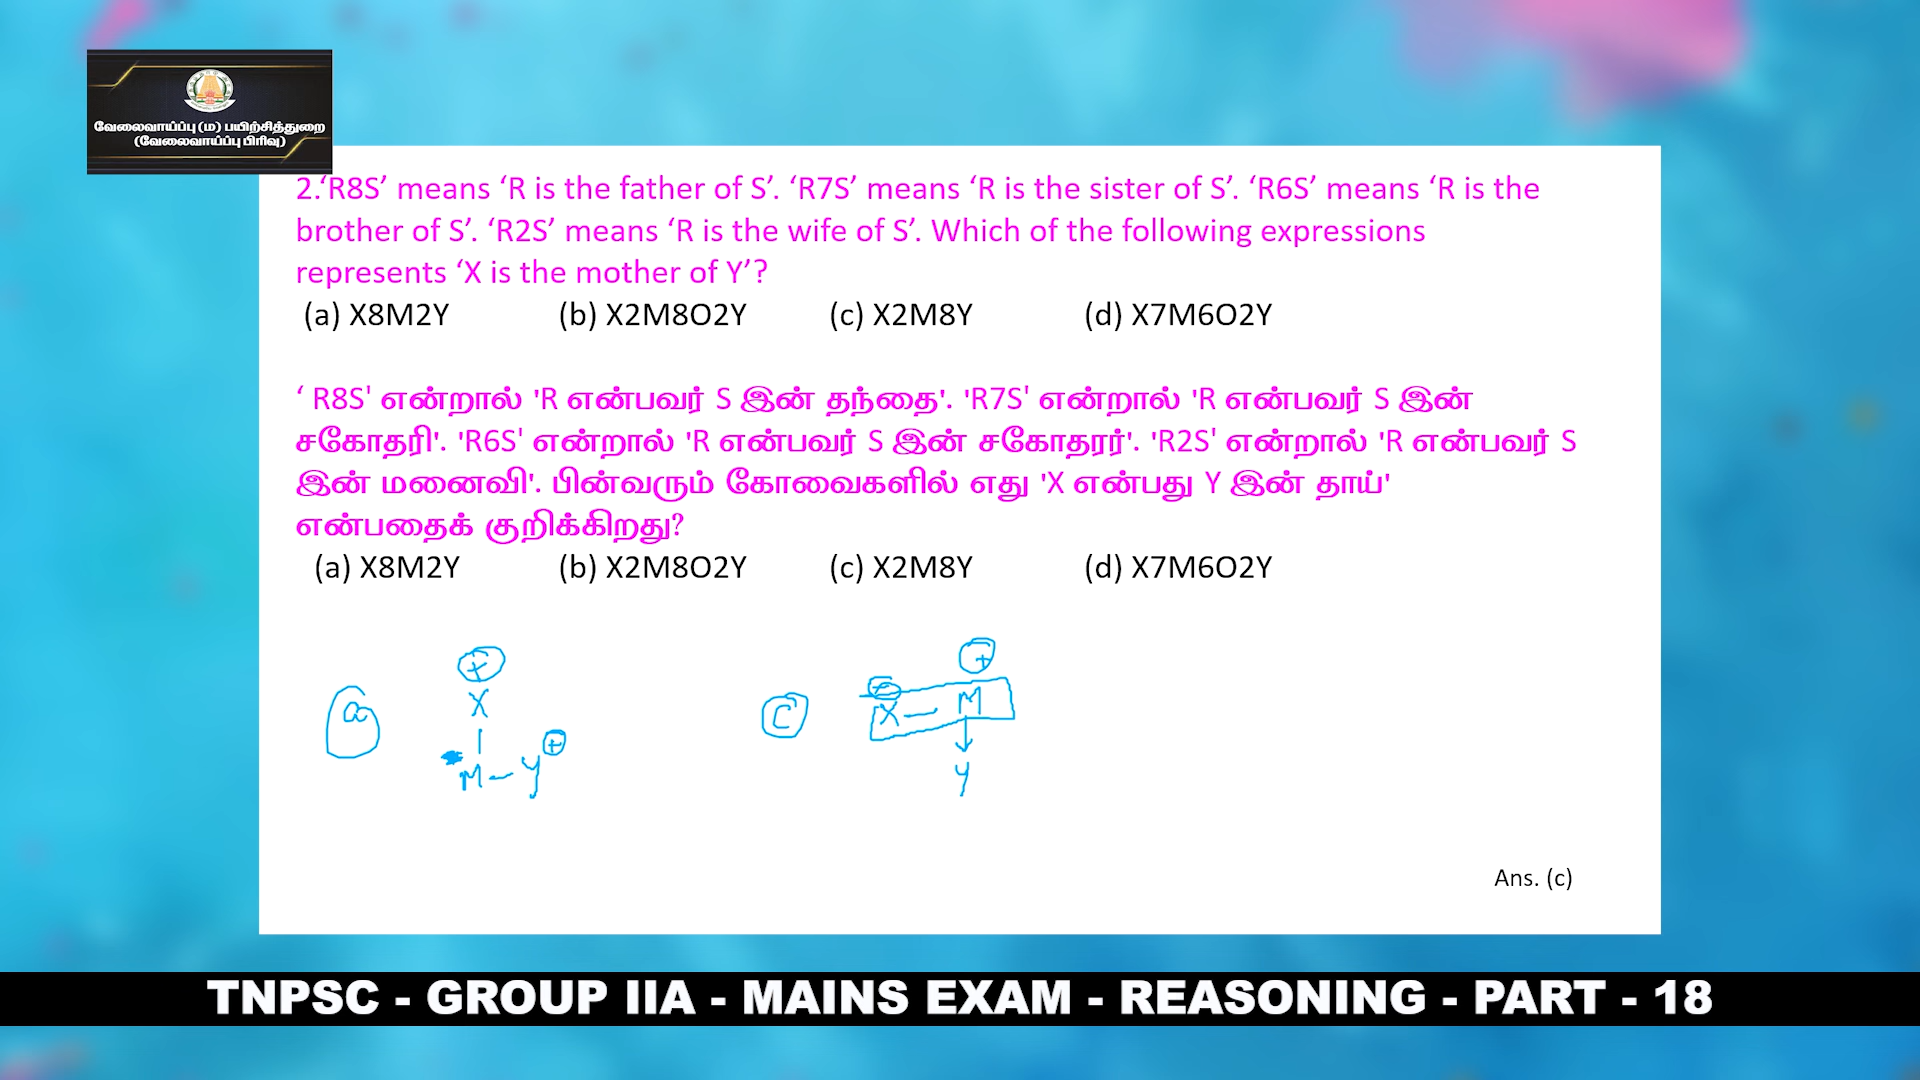 வேலைவாய்ப்பு (ம) பயிற்சித்துறை
(வேலைவாய்ப்பு பிரிவு)
2.‘R8S’ means ‘R is the father of S’. ‘R7S’ means ‘R is the sister of S’. ‘R6S’ means ‘R is the
brother of S’. ‘R2S’ means ‘R is the wife of S’. Which of the following expressions
represents ‘X is the mother of Y’?
(a) X8M2Y (b) X2M8O2Y (c) X2M8Y (d) X7M6O2Y
‘ R8S' என்றால் 'R என்பவர் S இன் தந்தை'. 'R7S' என்றால் 'R என்பவர் S இன்
சகோதரி'. 'R6S' என்றால் 'R என்பவர் S இன் சகோதரர்'. 'R2S' என்றால் 'R என்பவர் S
இன் மனைவி'. பின்வரும் கோவைகளில் எது 'X என்பது Y இன் தாய்'
என்பதைக் குறிக்கிறது?
(a) X8M2Y (b) X2M8O2Y (c) X2M8Y (d) X7M6O2Y
+ +
a X C X – M
M – Y +
Y
Ans. (c)
TNPSC - GROUP IIA - MAINS EXAM - REASONING - PART - 18